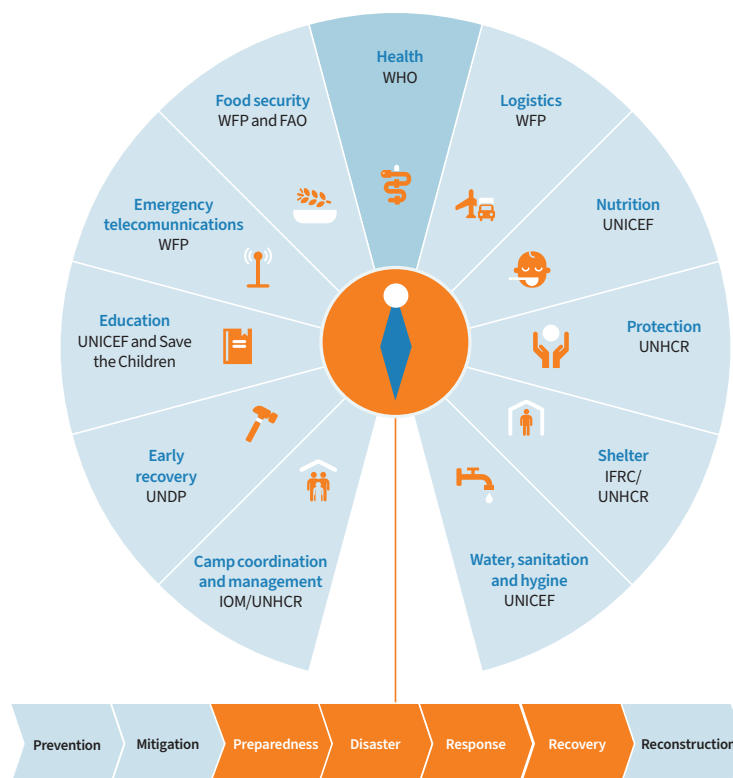 Health
WHO
Logistics
WFP
Nutrition
UNICEF
Protection
UNHCR
Shelter
IFRC/
UNHCR
Water, sanitation
and hygine
UNICEF
Camp coordination
and management
IOM/UNHCR
Early
recovery
UNDP
Education
UNICEF and Save
the Children
Emergency
telecomunnications
WFP
Food security
WFP and FAO
Prevention
Mitigation
Preparedness
Disaster
Response
Recovery
Reconstruction